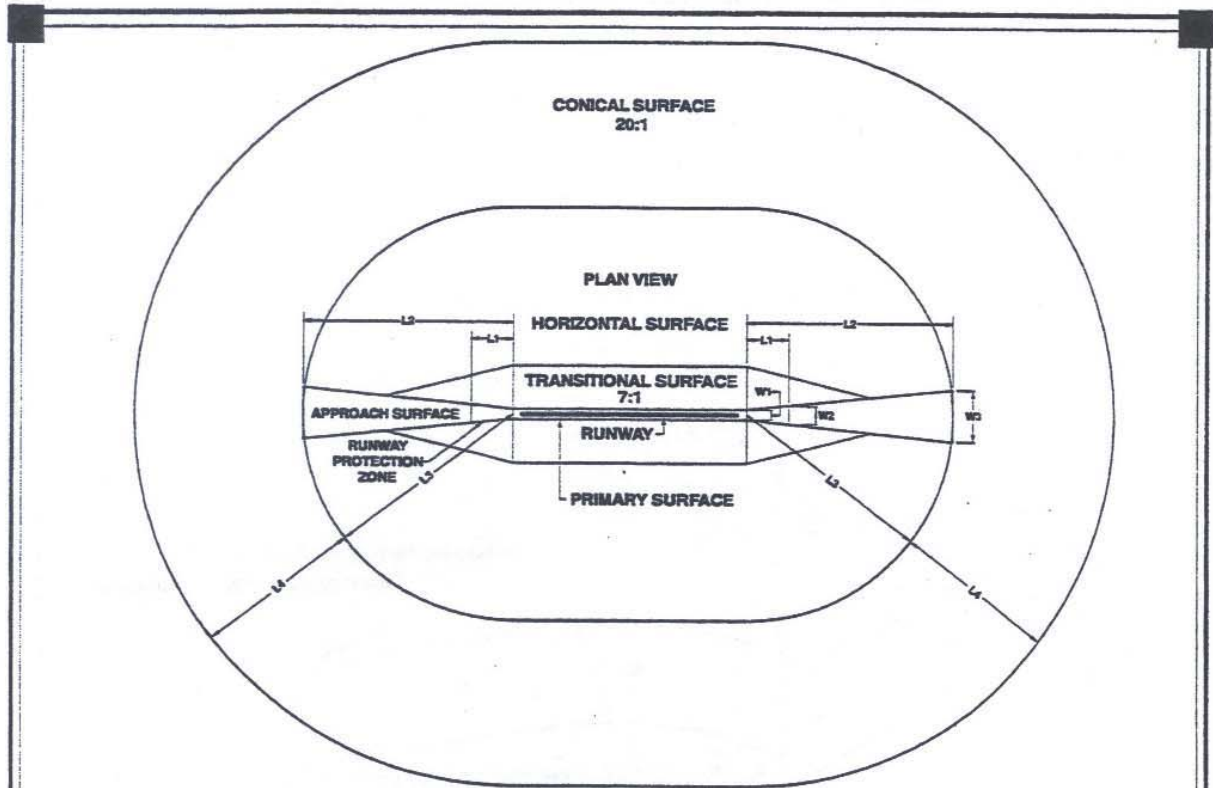 CONICAL SURFACE
20:1
PLAN VIEW
L2
HORIZONTAL SURFACE
L2
L1
L1
TRANSITIONAL SURFACE
7:1
W1
APPROACH SURFACE
W2
W3
RUNWAY
RUNWAY
PROTECTION
ZONE
L3
L3
PRIMARY SURFACE
L4
L4